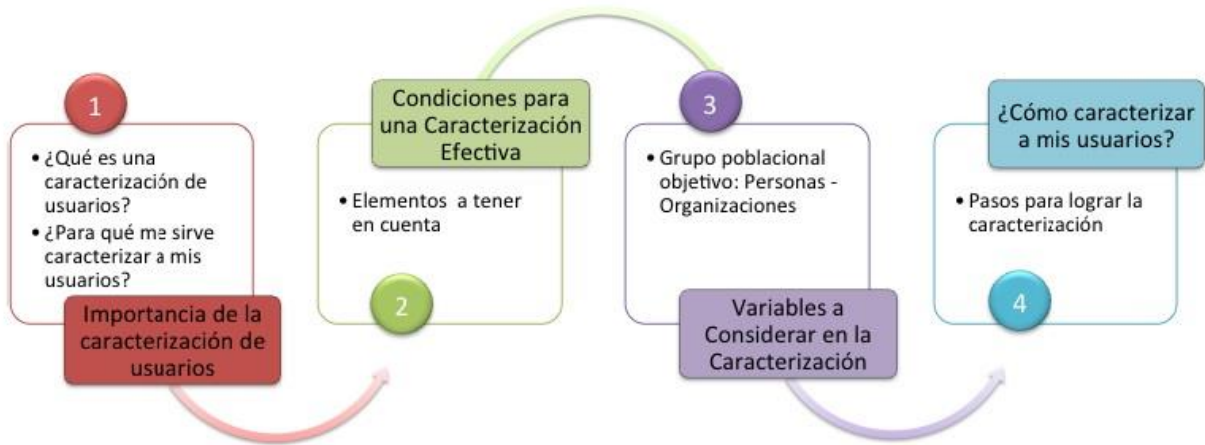 1
• ¿Qué es una
caracterización de
usuarios?
• ¿Para qué me sirve
caracterizar a mis
usuarios?
Importancia de la
caracterización de
usuarios
Condiciones para
una Caracterización
Efectiva
• Elementos a tener
en cuenta
2
3
• Grupo poblacional
objetivo: Personas -
Organizaciones
Variables a
Considerar en la
Caracterización
¿Cómo caracterizar
a mis usuarios?
• Pasos para lograr la
caracterización
4